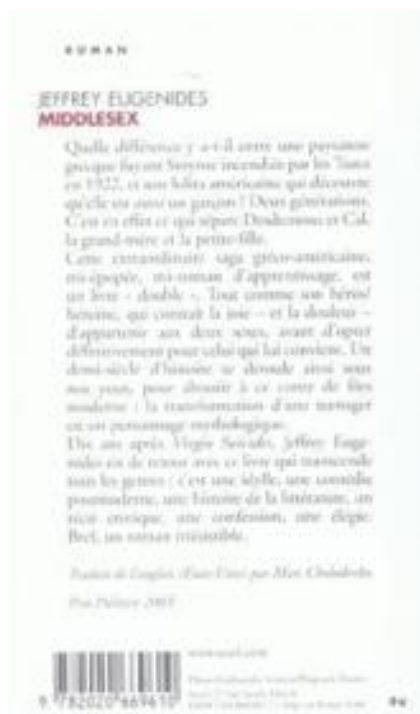 ROMAN
JEFFREY EUGENIDES
MIDDLESEX
Quelle différence y a-t-il entre une paysanne
grecque fuyant Smyrne incendiée par les Turcs
en 1922, et une lolita américaine qui découvre
qu'elle est aussi un garçon ? Deux générations.
C'est en effet ce qui sépare Desdemona et Cal,
la grand-mère et la petite-fille.
Cette extraordinaire saga gréco-américaine,
mi-épopée, mi-roman d'apprentissage, est
un livre « double ». Tout comme son héros/
héroïne, qui connaît la joie – et la douleur –
d'appartenir aux deux sexes, avant d'opter
définitivement pour celui qui lui convient. Un
demi-siècle d'histoire se déroule ainsi sous
nos yeux, pour aboutir à ce conte de fées
moderne : la transformation d'une
en un personnage mythologique.
Dix ans après Virgin Suicides, Jeffrey Euge-
nides est de retour avec ce livre qui transcende
tous les genres : c'est une idylle, une comédie
postmoderne, une histoire de la littérature, un
récit, une confession, une élégie.
Bref, un roman irrésistible.
Traduit de l'anglais (États-Unis) par Marc Cholodenko
Prix Pulitzer 2003
9 782020 669610